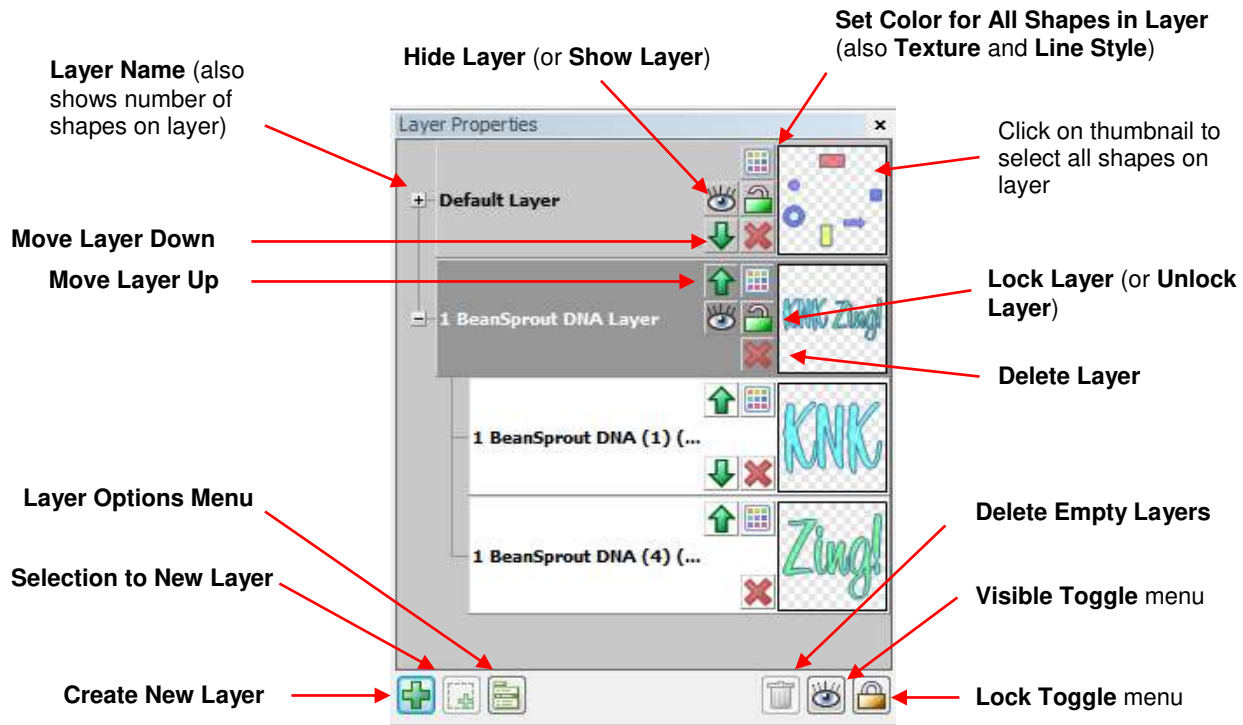 Set Color for All Shapes in Layer
(also Texture and Line Style)
Hide Layer (or Show Layer)
Layer Name (also
shows number of
shapes on layer)
Layer Properties
Click on thumbnail to
select all shapes on
layer
Default Layer
Move Layer Down
Move Layer Up
Lock Layer (or Unlock
Layer)
1 BeanSprout DNA Layer
KNK Zing!
Delete Layer
1 BeanSprout DNA (1) (...
KNK
Layer Options Menu
Delete Empty Layers
1 BeanSprout DNA (4) (...
Zing!
Selection to New Layer
Visible Toggle menu
Create New Layer
Lock Toggle menu